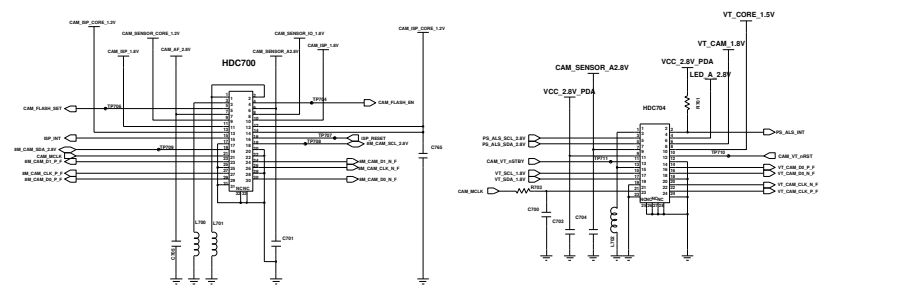 CAM_ISP_CORE_1.2V
CAM_SENSOR_CORE_1.2V
CAM_ISP_1.8V
CAM_AF_2.8V
HDC700
CAM_SENSOR_IO_1.8V
CAM_SENSOR_A2.8V
CAM_ISP_1.8V
CAM_ISP_CORE_1.2V
CAM_FLASH_SET
TP706
TP704
CAM_FLASH_EN
ISP_INT
TP707
ISP_RESET
8M_CAM_SDA_2.8V
TP709
TP708
8M_CAM_SCL_2.8V
CAM_MCLK
8M_CAM_D1_P_F
8M_CAM_D1_N_F
8M_CAM_CLK_N_F
8M_CAM_CLK_P_F
8M_CAM_D0_P_F
8M_CAM_D0_N_F
NCNC
L700
L701
C701
C765
VT_CORE_1.5V
VT_CAM_1.8V
VCC_2.8V_PDA
LED_A_2.8V
CAM_SENSOR_A2.8V
VCC_2.8V_PDA
HDC704
R701
PS_ALS_SCL_2.8V
PS_ALS_SDA_2.8V
PS_ALS_INT
CAM_VT_nSTBY
TP711
TP710
CAM_VT_nRST
VT_SCL_1.8V
VT_SDA_1.8V
VT_CAM_D0_P_F
VT_CAM_D0_N_F
CAM_MCLK
R703
VT_CAM_CLK_N_F
VT_CAM_CLK_P_F
C700
C703
C704
L702